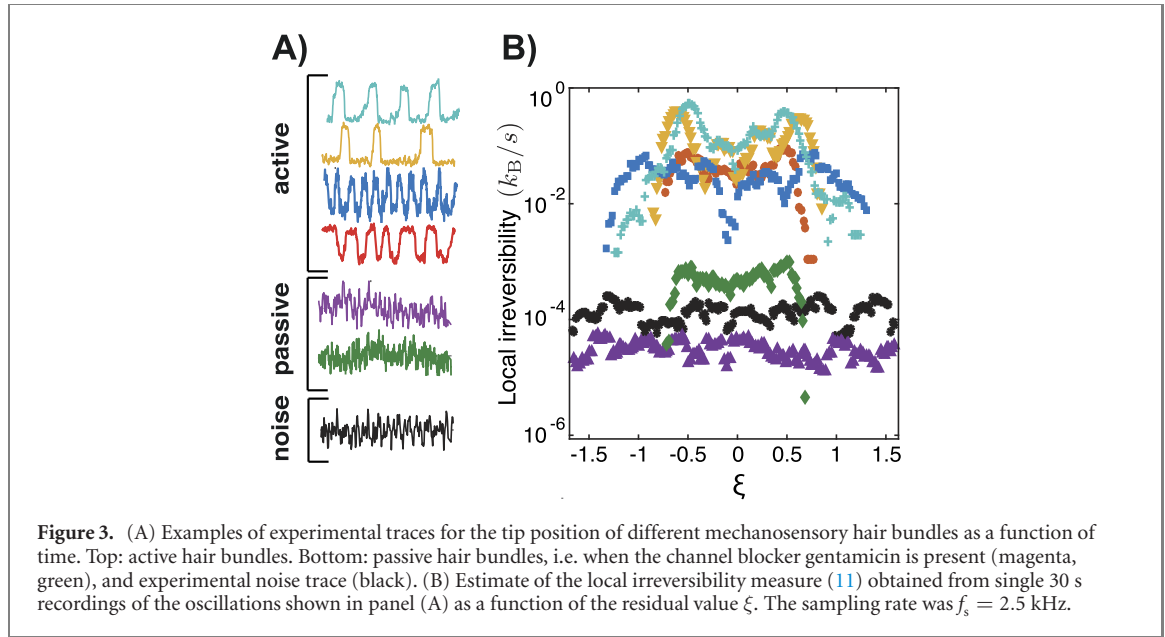 A)
B)
active
passive
noise
Local irreversibility (k_B/s)
10^0
10^-2
10^-4
10^-6
-1.5 -1 -0.5 0 0.5 1 1.5
ξ
Figure 3. (A) Examples of experimental traces for the tip position of different mechanosensory hair bundles as a function of
time. Top: active hair bundles. Bottom: passive hair bundles, i.e. when the channel blocker gentamicin is present (magenta,
green), and experimental noise trace (black). (B) Estimate of the local irreversibility measure (11) obtained from single 30 s
recordings of the oscillations shown in panel (A) as a function of the residual value ξ. The sampling rate was f_s = 2.5 kHz.